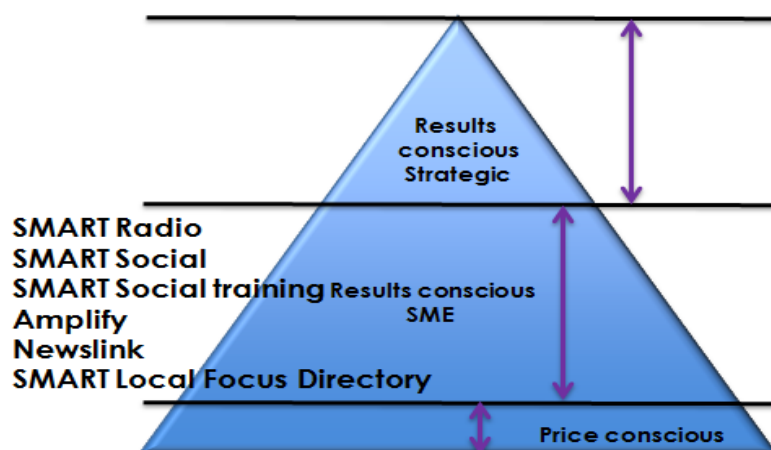 Results
conscious
Strategic
SMART Radio
SMART Social
SMART Social training
Amplify
Newslink
SMART Local Focus Directory
Results conscious
SME
Price conscious